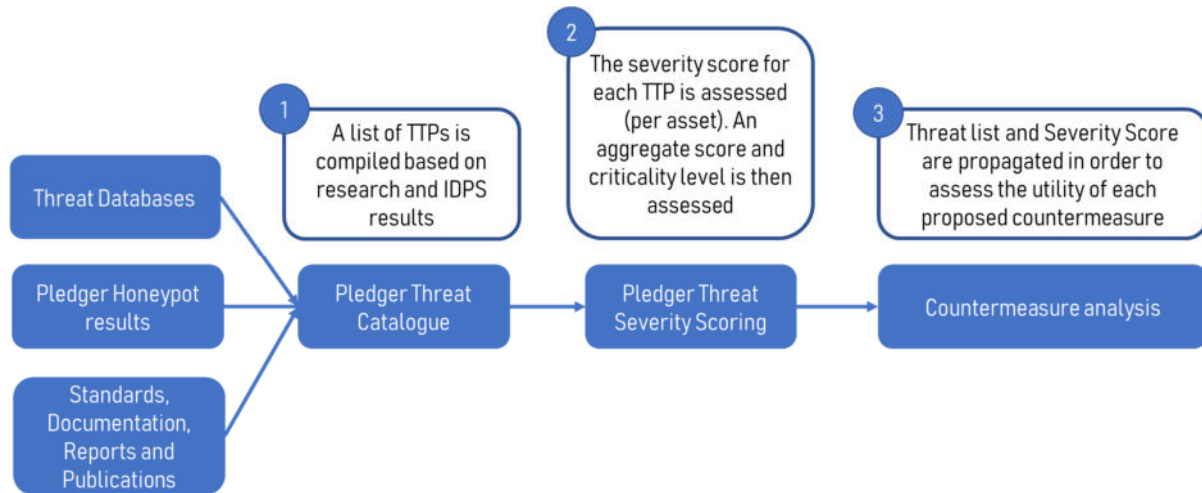 1
A list of TTPs is
compiled based on
research and IDPS
results
2
The severity score for
each TTP is assessed
(per asset). An
aggregate score and
criticality level is then
assessed
3
Threat list and Severity Score
are propagated in order to
assess the utility of each
proposed countermeasure
Threat Databases
Pledger Honeypot
results
Standards,
Documentation,
Reports and
Publications
Pledger Threat
Catalogue
Pledger Threat
Severity Scoring
Countermeasure analysis